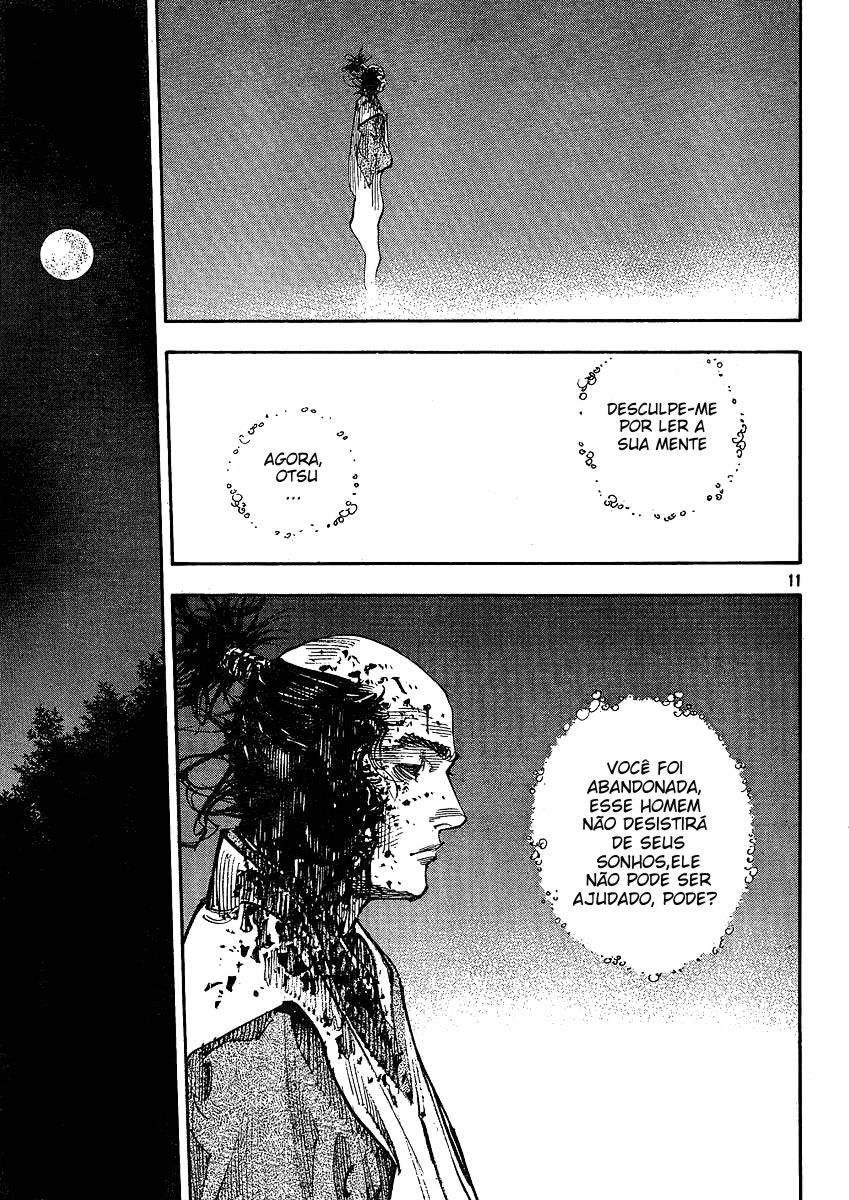 DESCULPE-ME
POR LER A
SUA MENTE
AGORA,
OTSU
...
11
VOCÊ FOI
ABANDONADA,
ESSE HOMEM
NÃO DESISTIRÁ
DE SEUS
SONHOS,ELE
NÃO PODE SER
AJUDADO, PODE?